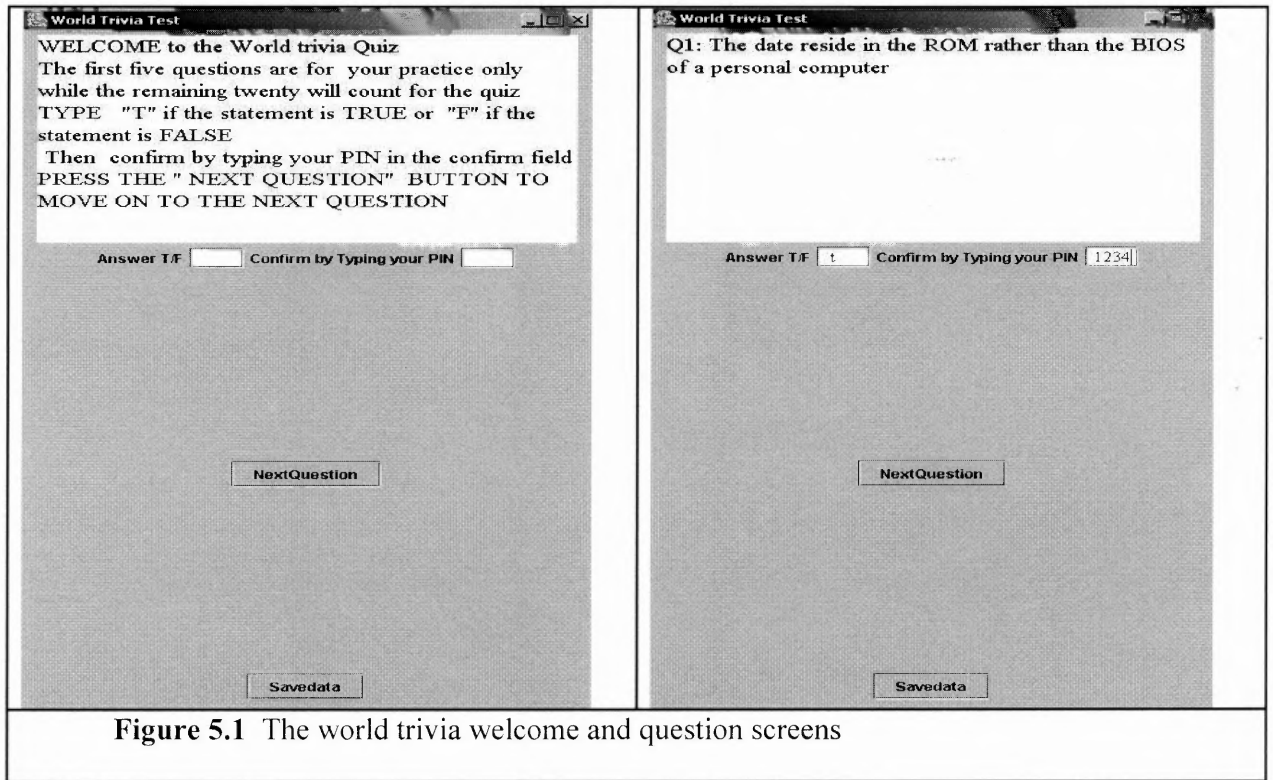 World Trivia Test
WELCOME to the World trivia Quiz
The first five questions are for your practice only
while the remaining twenty will count for the quiz
TYPE "T" if the statement is TRUE or "F" if the
statement is FALSE
Then confirm by typing your PIN in the confirm field
PRESS THE " NEXT QUESTION" BUTTON TO
MOVE ON TO THE NEXT QUESTION
Answer T/F Confirm by Typing your PIN
NextQuestion
Savedata
World Trivia Test
Q1: The date reside in the ROM rather than the BIOS
of a personal computer
Answer T/F t Confirm by Typing your PIN 1234
NextQuestion
Savedata
Figure 5.1 The world trivia welcome and question screens